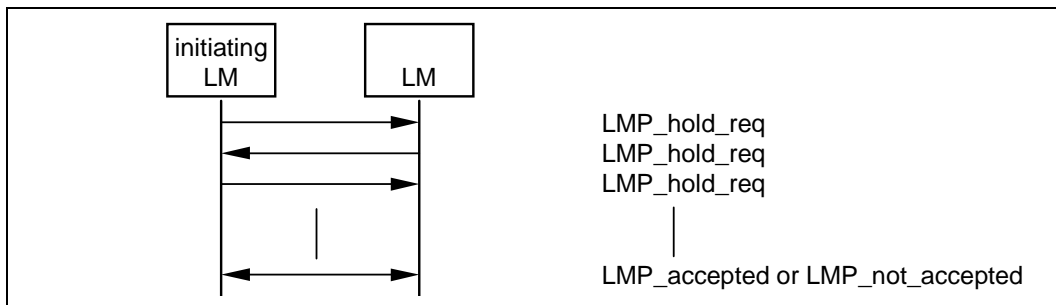 initiating
LM
LM
LMP_hold_req
LMP_hold_req
LMP_hold_req
LMP_accepted or LMP_not_accepted